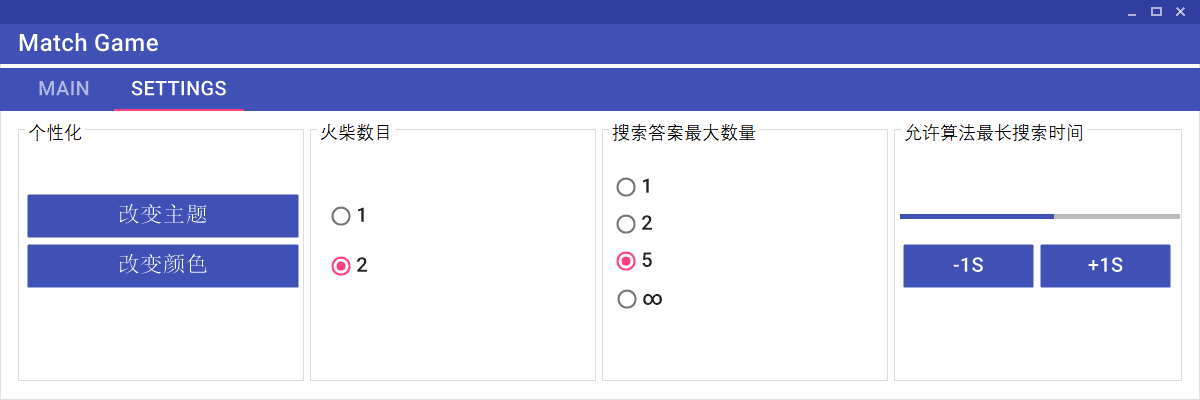 Match Game
MAIN
SETTINGS
个性化
改变主题
改变颜色
火柴数目
1
2
搜索答案最大数量
1
2
5
∞
允许算法最长搜索时间
-1S
+1S